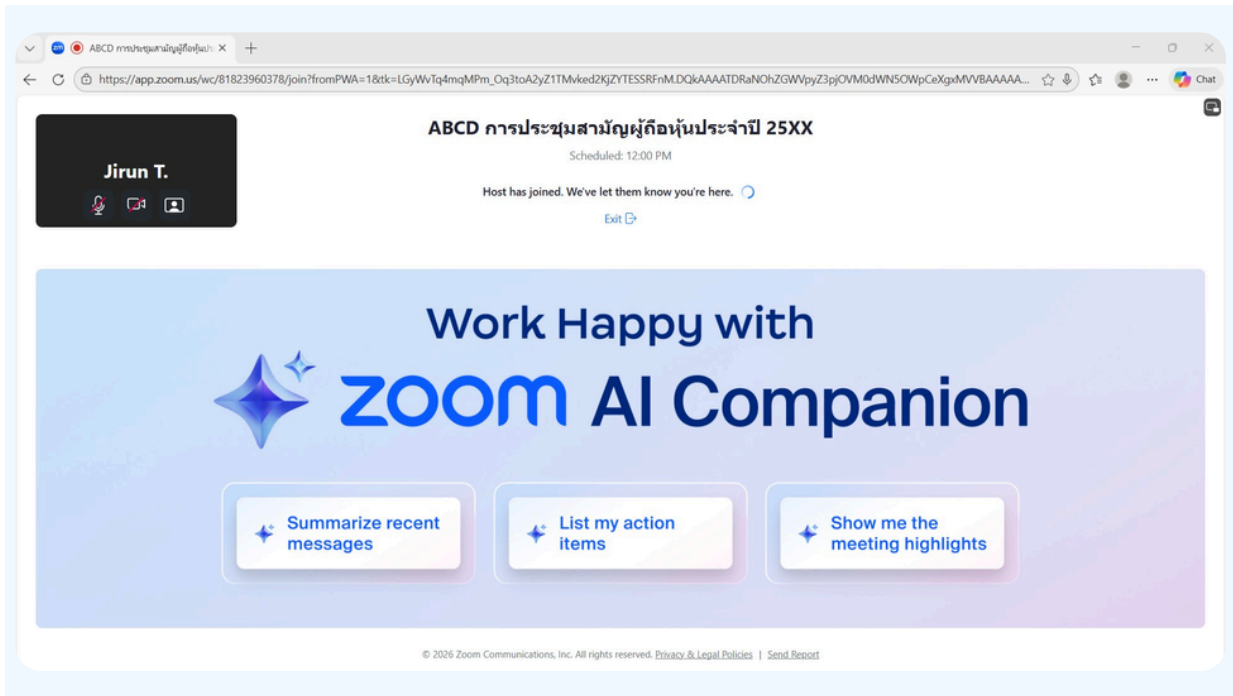 ABCD การประชุมสามัญผู้ถือหุ้นประ
https://app.zoom.us/wc/81823960378/join?fromPWA=1&tk=LGyWvTq4mqMPm_Oq3toA2yZ1TMvked2KjZYTESSRFnM.DQkAAAATDRaNOhZGWVpyZ3pjOVM0dWN5OWpCeXgxMVVBAAAAA...
Chat
ABCD การประชุมสามัญผู้ถือหุ้นประจำปี 25XX
Scheduled: 12:00 PM
Jirun T.
Host has joined. We've let them know you're here.
Exit
Work Happy with
zoom AI Companion
Summarize recent
messages
List my action
items
Show me the
meeting highlights
© 2026 Zoom Communications, Inc. All rights reserved. Privacy & Legal Policies | Send Report